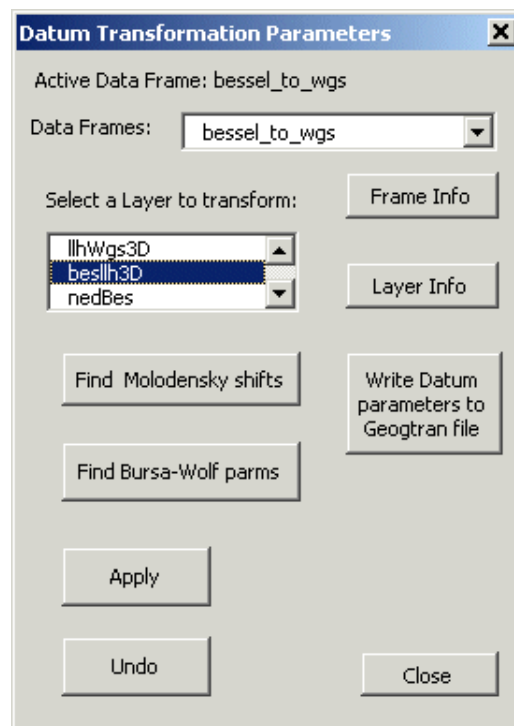 Datum Transformation Parameters
Active Data Frame: bessel_to_wgs
Data Frames: bessel_to_wgs
Select a Layer to transform:
Frame Info
llhWgs3D
besllh3D
nedBes
Layer Info
Find Molodensky shifts
Write Datum
parameters to
Geogtran file
Find Bursa-Wolf parms
Apply
Undo
Close